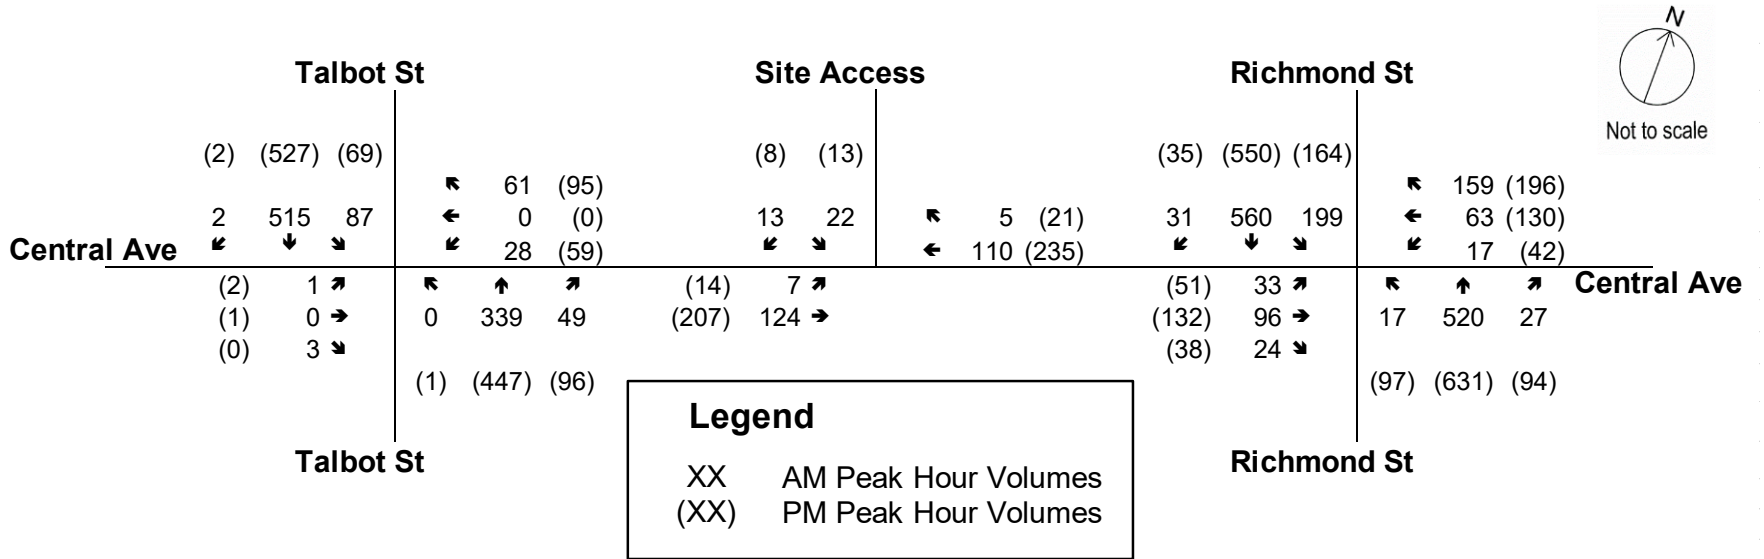 N
Not to scale
Talbot St Site Access Richmond St
(2) (527) (69) (8) (13) (35) (550) (164)
61 (95) 159 (196)
2 515 87 0 (0) 13 22 5 (21) 31 560 199 63 (130)
Central Ave 28 (59) 110 (235) 17 (42)
(2) 1 (14) 7 (51) 33 Central Ave
(1) 0 0 339 49 (207) 124 (132) 96 17 520 27
(0) 3 (38) 24
(1) (447) (96) (97) (631) (94)
Legend
Talbot St Richmond St
XX AM Peak Hour Volumes
(XX) PM Peak Hour Volumes